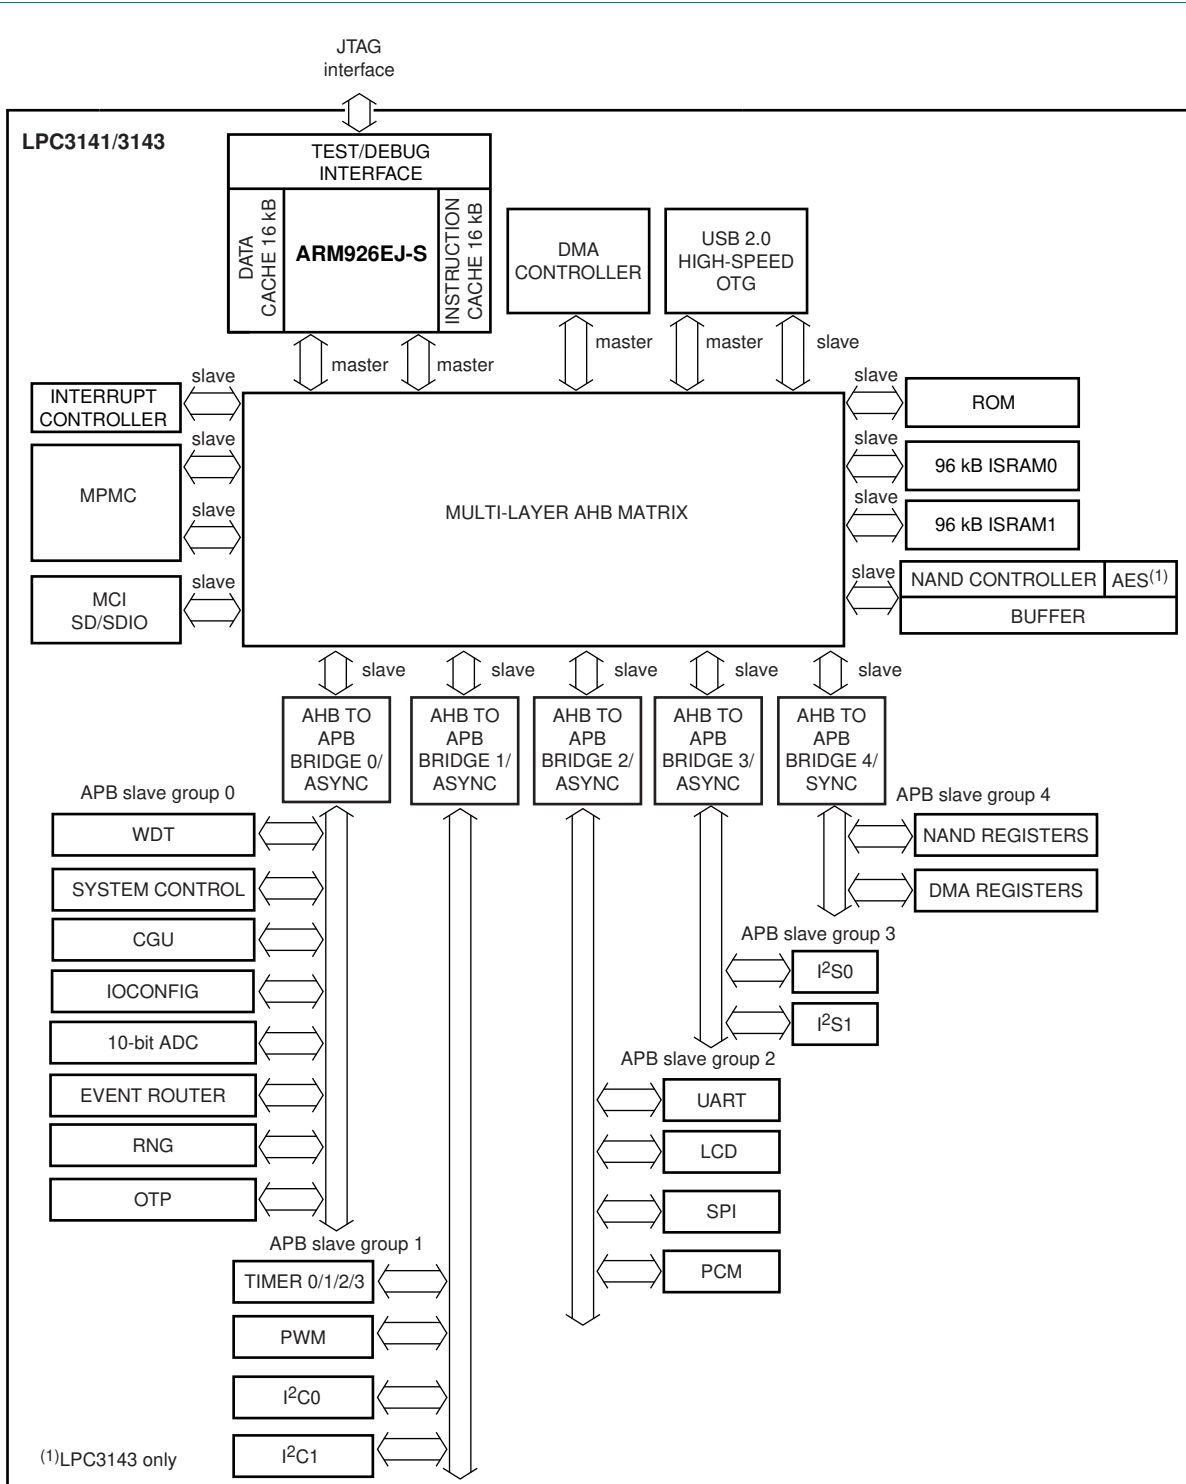 JTAG
interface
LPC3141/3143
TEST/DEBUG
INTERFACE
DATA
CACHE 16 kB
ARM926EJ-S
INSTRUCTION
CACHE 16 kB
DMA
CONTROLLER
USB 2.0
HIGH-SPEED
OTG
master
master
master
master
slave
slave
INTERRUPT
CONTROLLER
slave
MPMC
slave
slave
MCI
SD/SDIO
MULTI-LAYER AHB MATRIX
slave
ROM
slave
96 kB ISRAM0
slave
96 kB ISRAM1
slave
NAND CONTROLLER
AES(1)
BUFFER
slave
slave
slave
slave
slave
AHB TO
APB
BRIDGE 0/
ASYNC
AHB TO
APB
BRIDGE 1/
ASYNC
AHB TO
APB
BRIDGE 2/
ASYNC
AHB TO
APB
BRIDGE 3/
ASYNC
AHB TO
APB
BRIDGE 4/
SYNC
APB slave group 0
WDT
SYSTEM CONTROL
CGU
IOCONFIG
10-bit ADC
EVENT ROUTER
RNG
OTP
APB slave group 4
NAND REGISTERS
DMA REGISTERS
APB slave group 3
I2S0
I2S1
APB slave group 2
UART
LCD
SPI
PCM
APB slave group 1
TIMER 0/1/2/3
PWM
I2C0
I2C1
(1)LPC3143 only